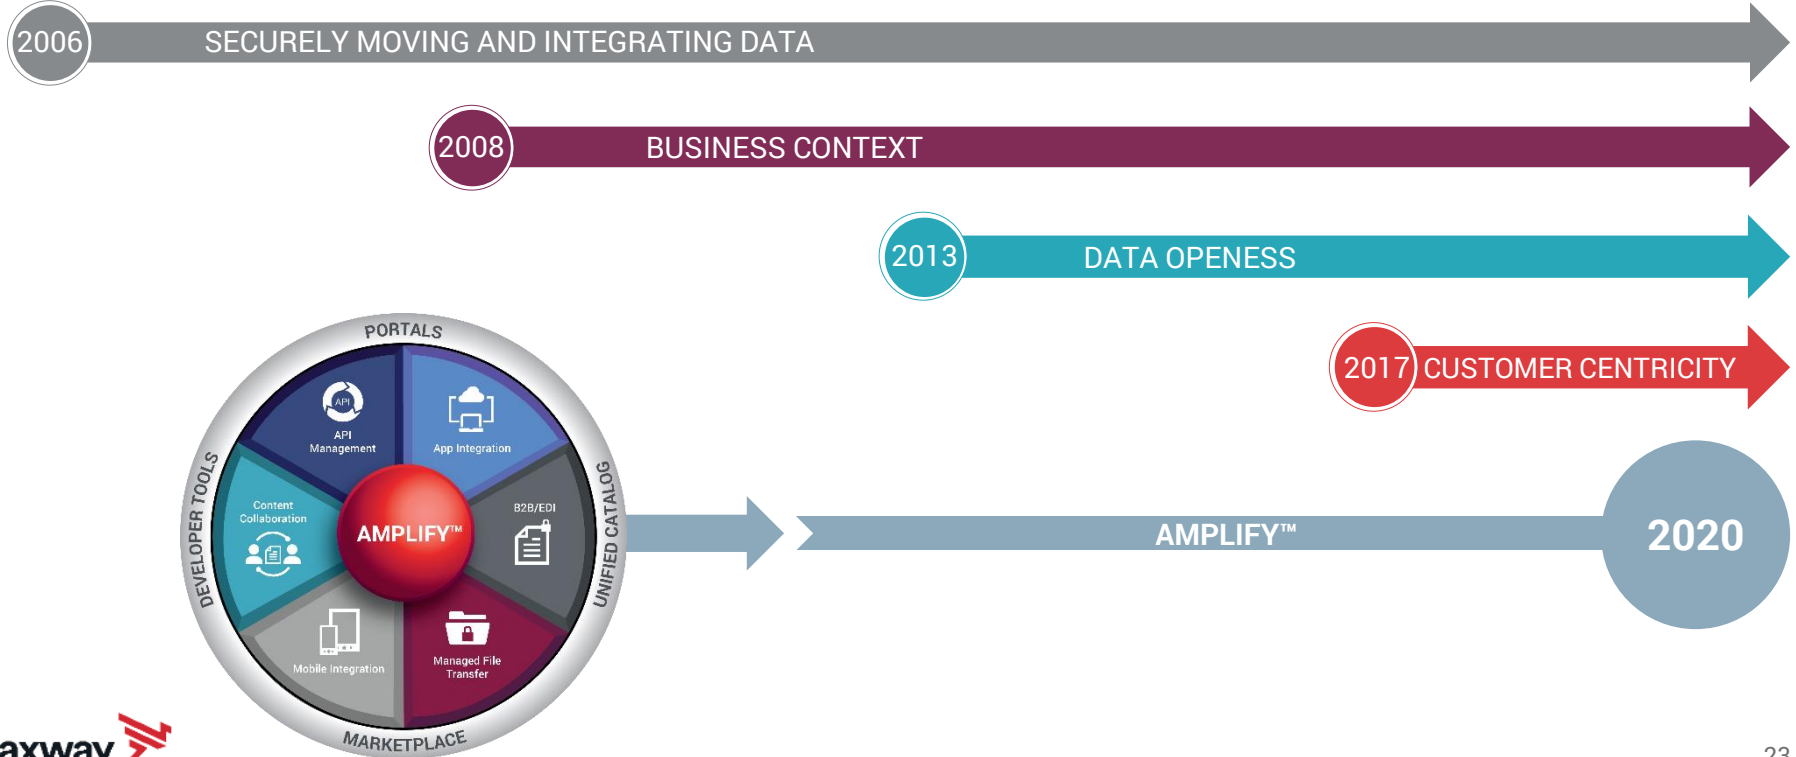 2006 SECURELY MOVING AND INTEGRATING DATA
2008 BUSINESS CONTEXT
2013 DATA OPENESS
2017 CUSTOMER CENTRICITY
PORTALS
DEVELOPER TOOLS
UNIFIED CATALOG
MARKETPLACE
API
API
Management
App Integration
Content
Collaboration
B2B/EDI
AMPLIFY™
Mobile Integration
Managed File
Transfer
AMPLIFY™
2020
axway
23